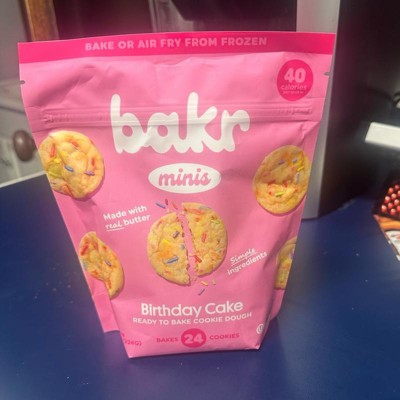 BAKE OR AIR FRY FROM FROZEN
40
calories
bakr
minis
Made with
real butter
Simple
ingredients
Birthday Cake
READY TO BAKE COOKIE DOUGH
BAKES 24 COOKIES